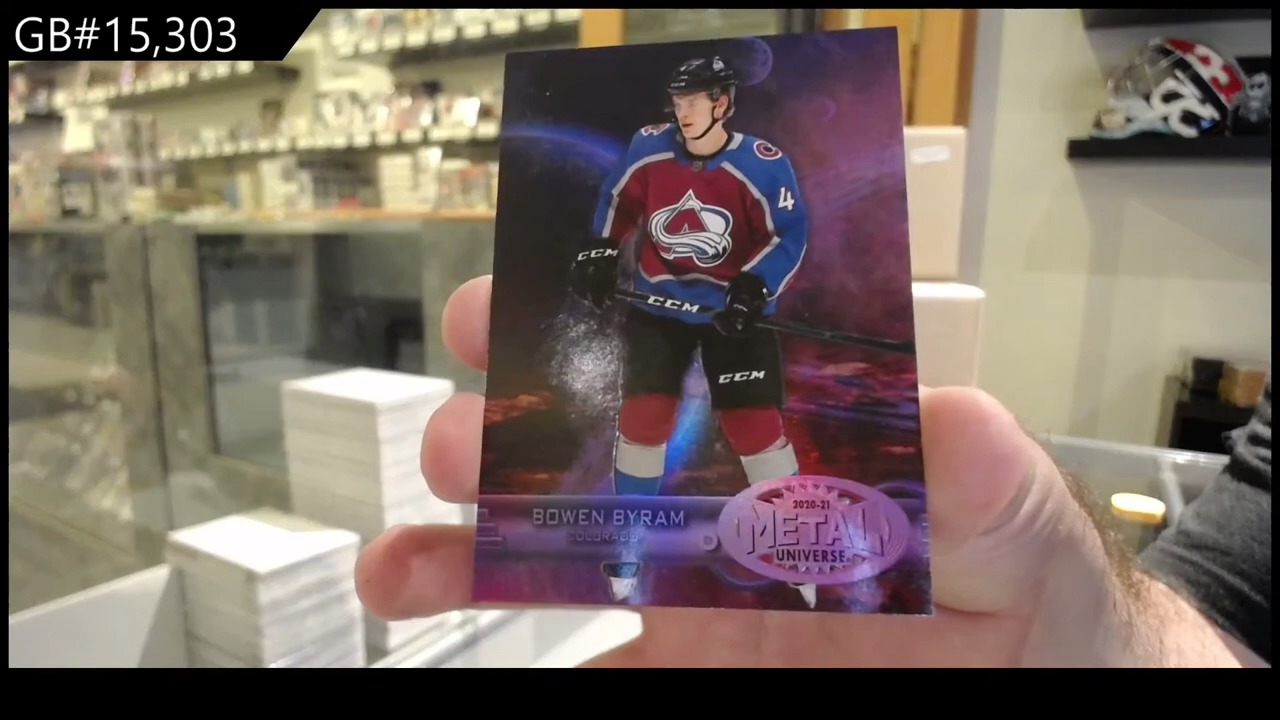 GB#15,303
4
CCM
CCM
CCM
BOWEN BYRAM
COLORADO
D
2020-21
METAL
UNIVERSE